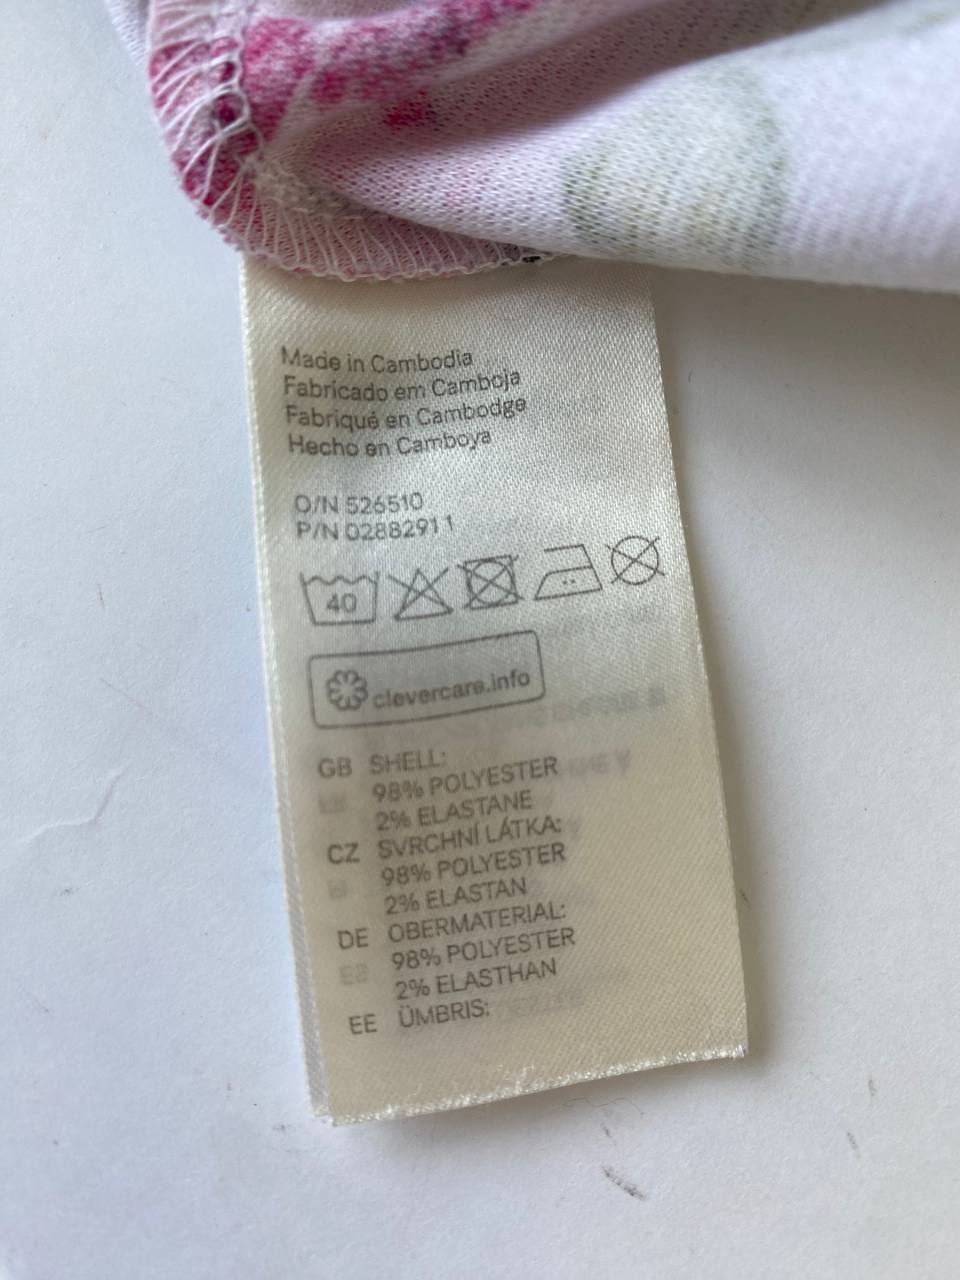 Made in Cambodia
Fabricado em Camboja
Fabriqué en Cambodge
Hecho en Camboya
O/N 526510
P/N 02882911
40
clevercare.info
GB SHELL:
98% POLYESTER
2% ELASTANE
CZ SVRCHNÍ LÁTKA:
98% POLYESTER
2% ELASTAN
DE OBERMATERIAL:
98% POLYESTER
2% ELASTHAN
EE ÜMBRIS: